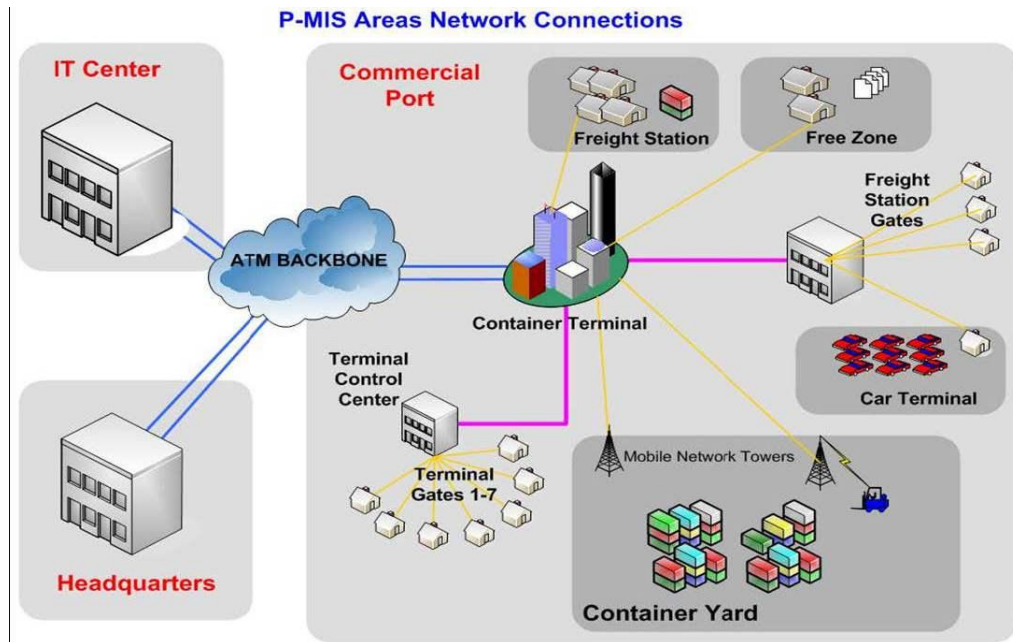 P-MIS Areas Network Connections
IT Center
Commercial
Port
Freight Station
Free Zone
Freight
Station
Gates
ATM BACKBONE
Container Terminal
Terminal
Control
Center
Car Terminal
Mobile Network Towers
Terminal
Gates 1-7
Headquarters
Container Yard